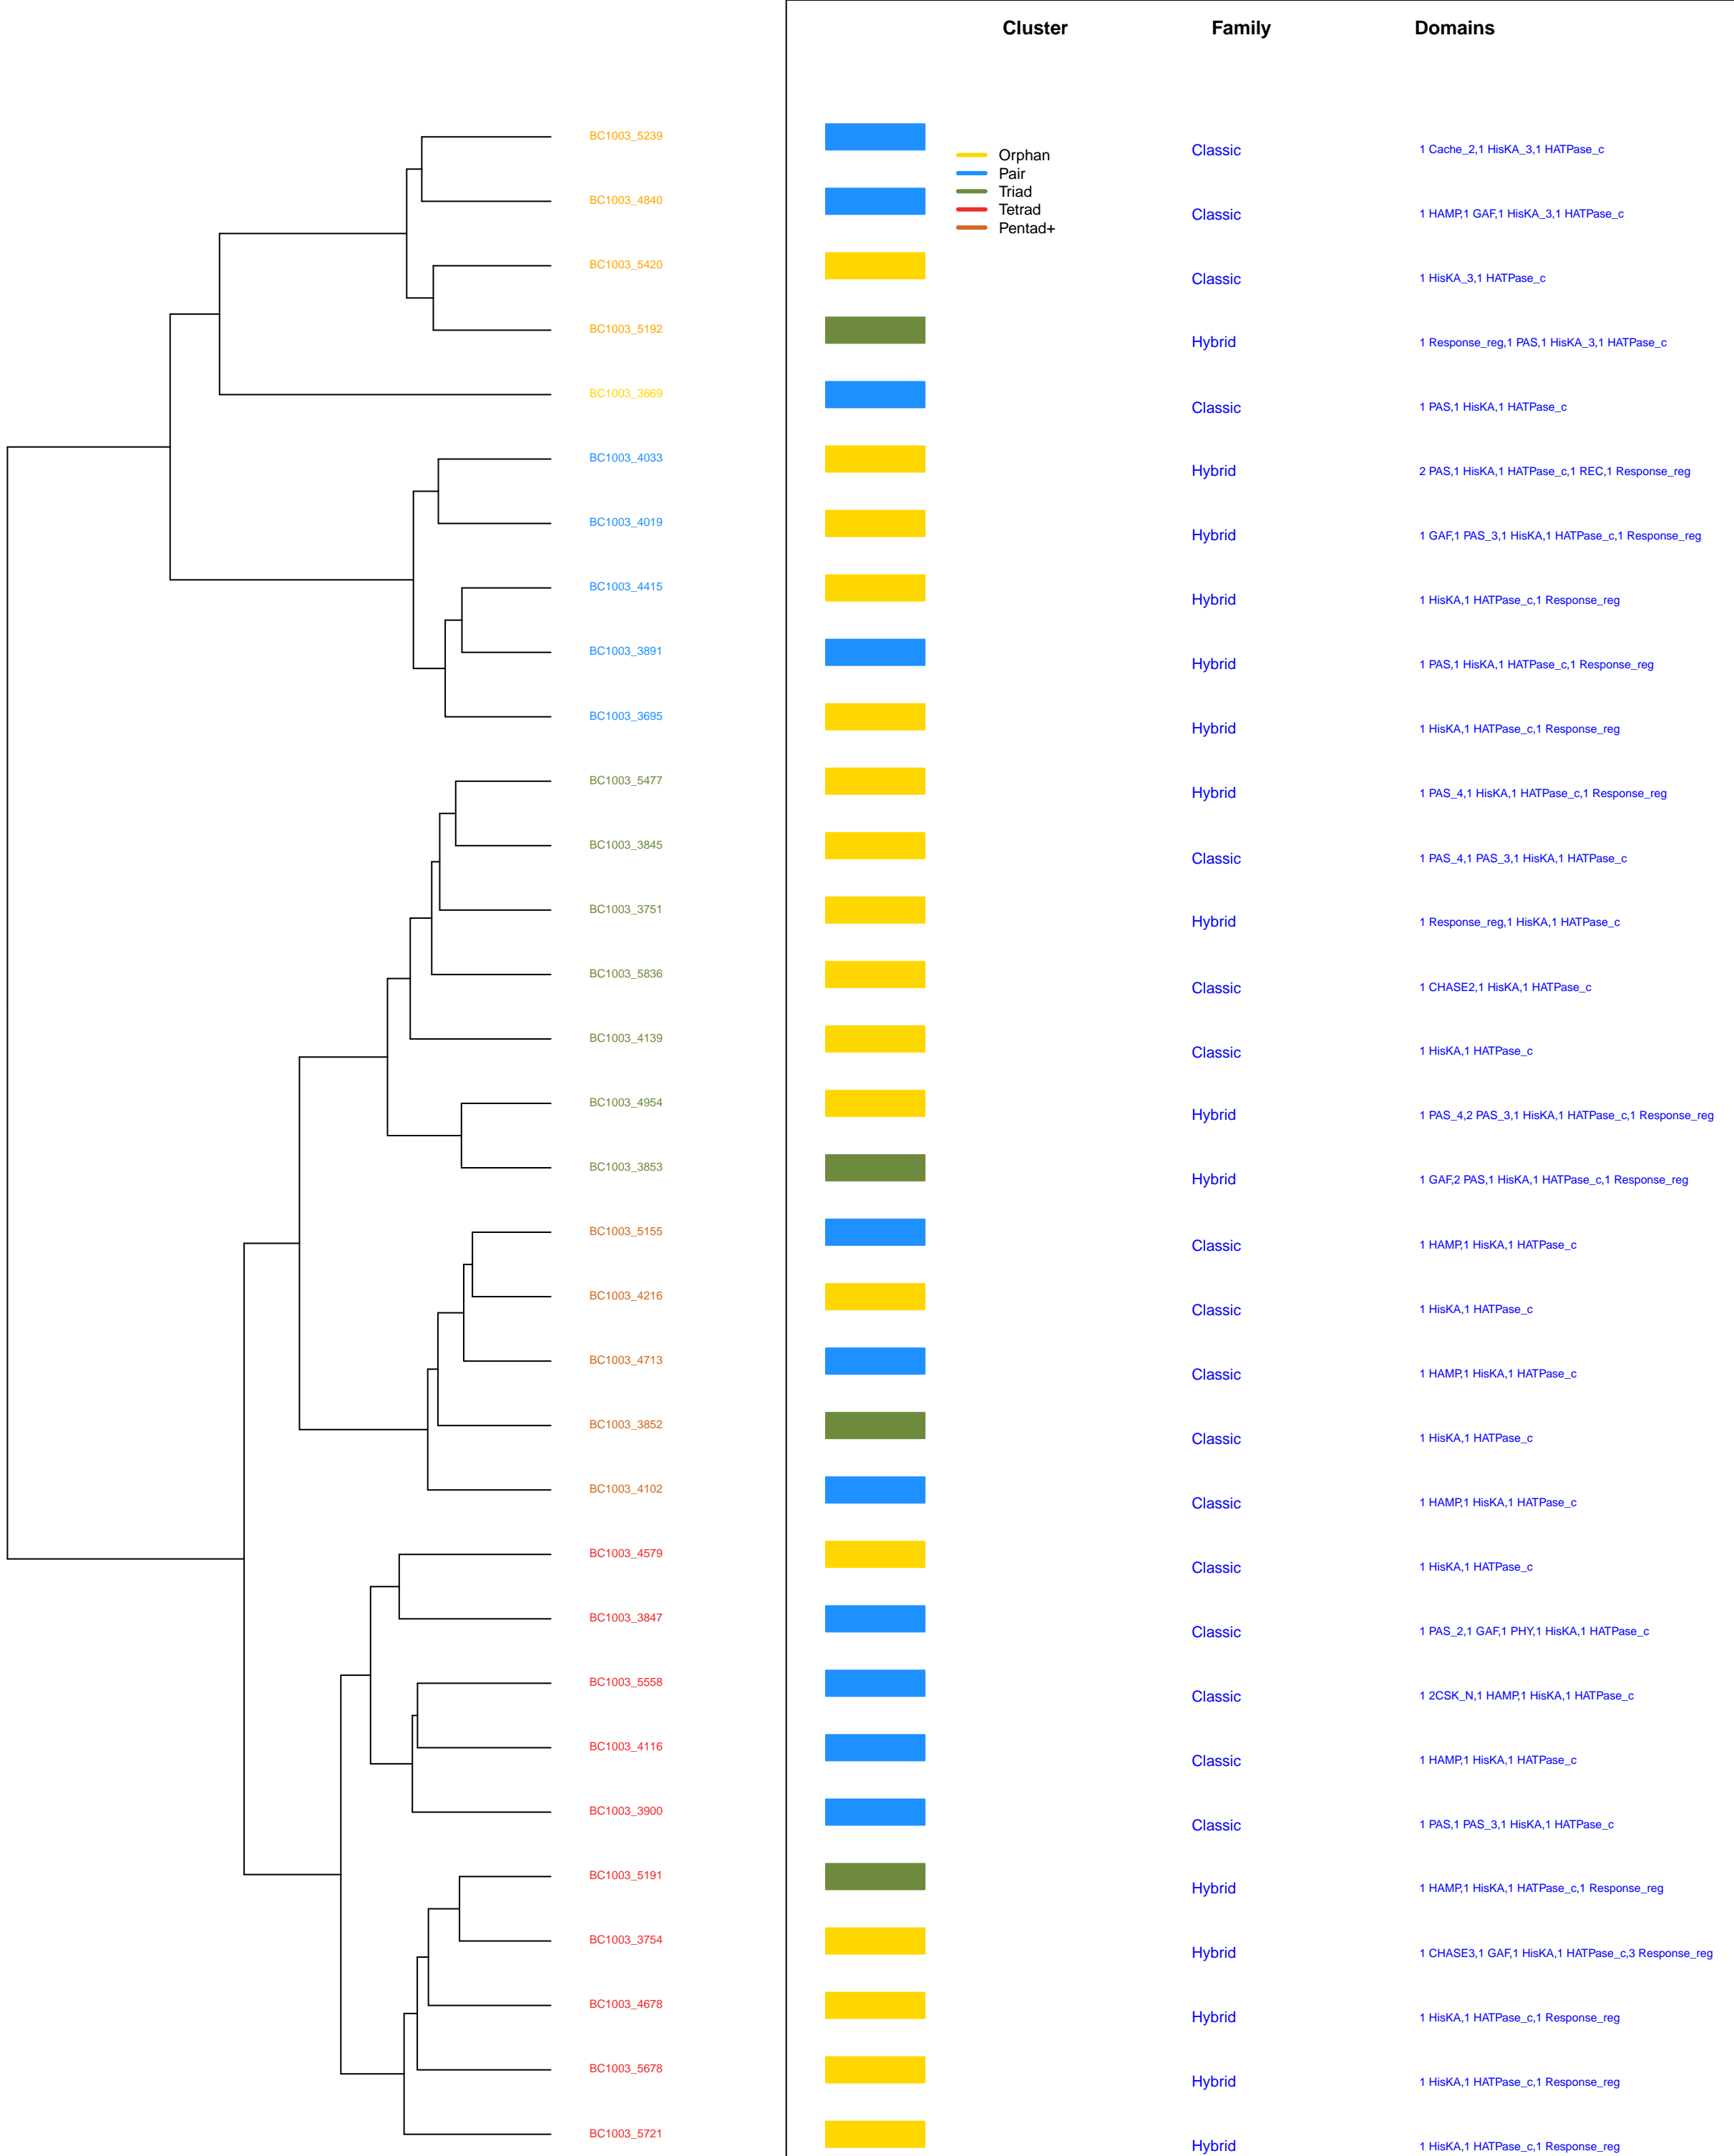 Cluster Family Domains
BC1003_5239 Classic 1 Cache_2,1 HisKA_3,1 HATPase_c
Orphan
Pair
Triad
Tetrad
Pentad+
BC1003_4840 Classic 1 HAMP,1 GAF,1 HisKA_3,1 HATPase_c
BC1003_5420 Classic 1 HisKA_3,1 HATPase_c
BC1003_5192 Hybrid 1 Response_reg,1 PAS,1 HisKA_3,1 HATPase_c
BC1003_3669 Classic 1 PAS,1 HisKA,1 HATPase_c
BC1003_4033 Hybrid 2 PAS,1 HisKA,1 HATPase_c,1 REC,1 Response_reg
BC1003_4019 Hybrid 1 GAF,1 PAS_3,1 HisKA,1 HATPase_c,1 Response_reg
BC1003_4415 Hybrid 1 HisKA,1 HATPase_c,1 Response_reg
BC1003_3891 Hybrid 1 PAS,1 HisKA,1 HATPase_c,1 Response_reg
BC1003_3695 Hybrid 1 HisKA,1 HATPase_c,1 Response_reg
BC1003_5477 Hybrid 1 PAS_4,1 HisKA,1 HATPase_c,1 Response_reg
BC1003_3845 Classic 1 PAS_4,1 PAS_3,1 HisKA,1 HATPase_c
BC1003_3751 Hybrid 1 Response_reg,1 HisKA,1 HATPase_c
BC1003_5836 Classic 1 CHASE2,1 HisKA,1 HATPase_c
BC1003_4139 Classic 1 HisKA,1 HATPase_c
BC1003_4954 Hybrid 1 PAS_4,2 PAS_3,1 HisKA,1 HATPase_c,1 Response_reg
BC1003_3853 Hybrid 1 GAF,2 PAS,1 HisKA,1 HATPase_c,1 Response_reg
BC1003_5155 Classic 1 HAMP,1 HisKA,1 HATPase_c
BC1003_4216 Classic 1 HisKA,1 HATPase_c
BC1003_4713 Classic 1 HAMP,1 HisKA,1 HATPase_c
BC1003_3852 Classic 1 HisKA,1 HATPase_c
BC1003_4102 Classic 1 HAMP,1 HisKA,1 HATPase_c
BC1003_4579 Classic 1 HisKA,1 HATPase_c
BC1003_3847 Classic 1 PAS_2,1 GAF,1 PHY,1 HisKA,1 HATPase_c
BC1003_5558 Classic 1 2CSK_N,1 HAMP,1 HisKA,1 HATPase_c
BC1003_4116 Classic 1 HAMP,1 HisKA,1 HATPase_c
BC1003_3900 Classic 1 PAS,1 PAS_3,1 HisKA,1 HATPase_c
BC1003_5191 Hybrid 1 HAMP,1 HisKA,1 HATPase_c,1 Response_reg
BC1003_3754 Hybrid 1 CHASE3,1 GAF,1 HisKA,1 HATPase_c,3 Response_reg
BC1003_4678 Hybrid 1 HisKA,1 HATPase_c,1 Response_reg
BC1003_5678 Hybrid 1 HisKA,1 HATPase_c,1 Response_reg
BC1003_5721 Hybrid 1 HisKA,1 HATPase_c,1 Response_reg